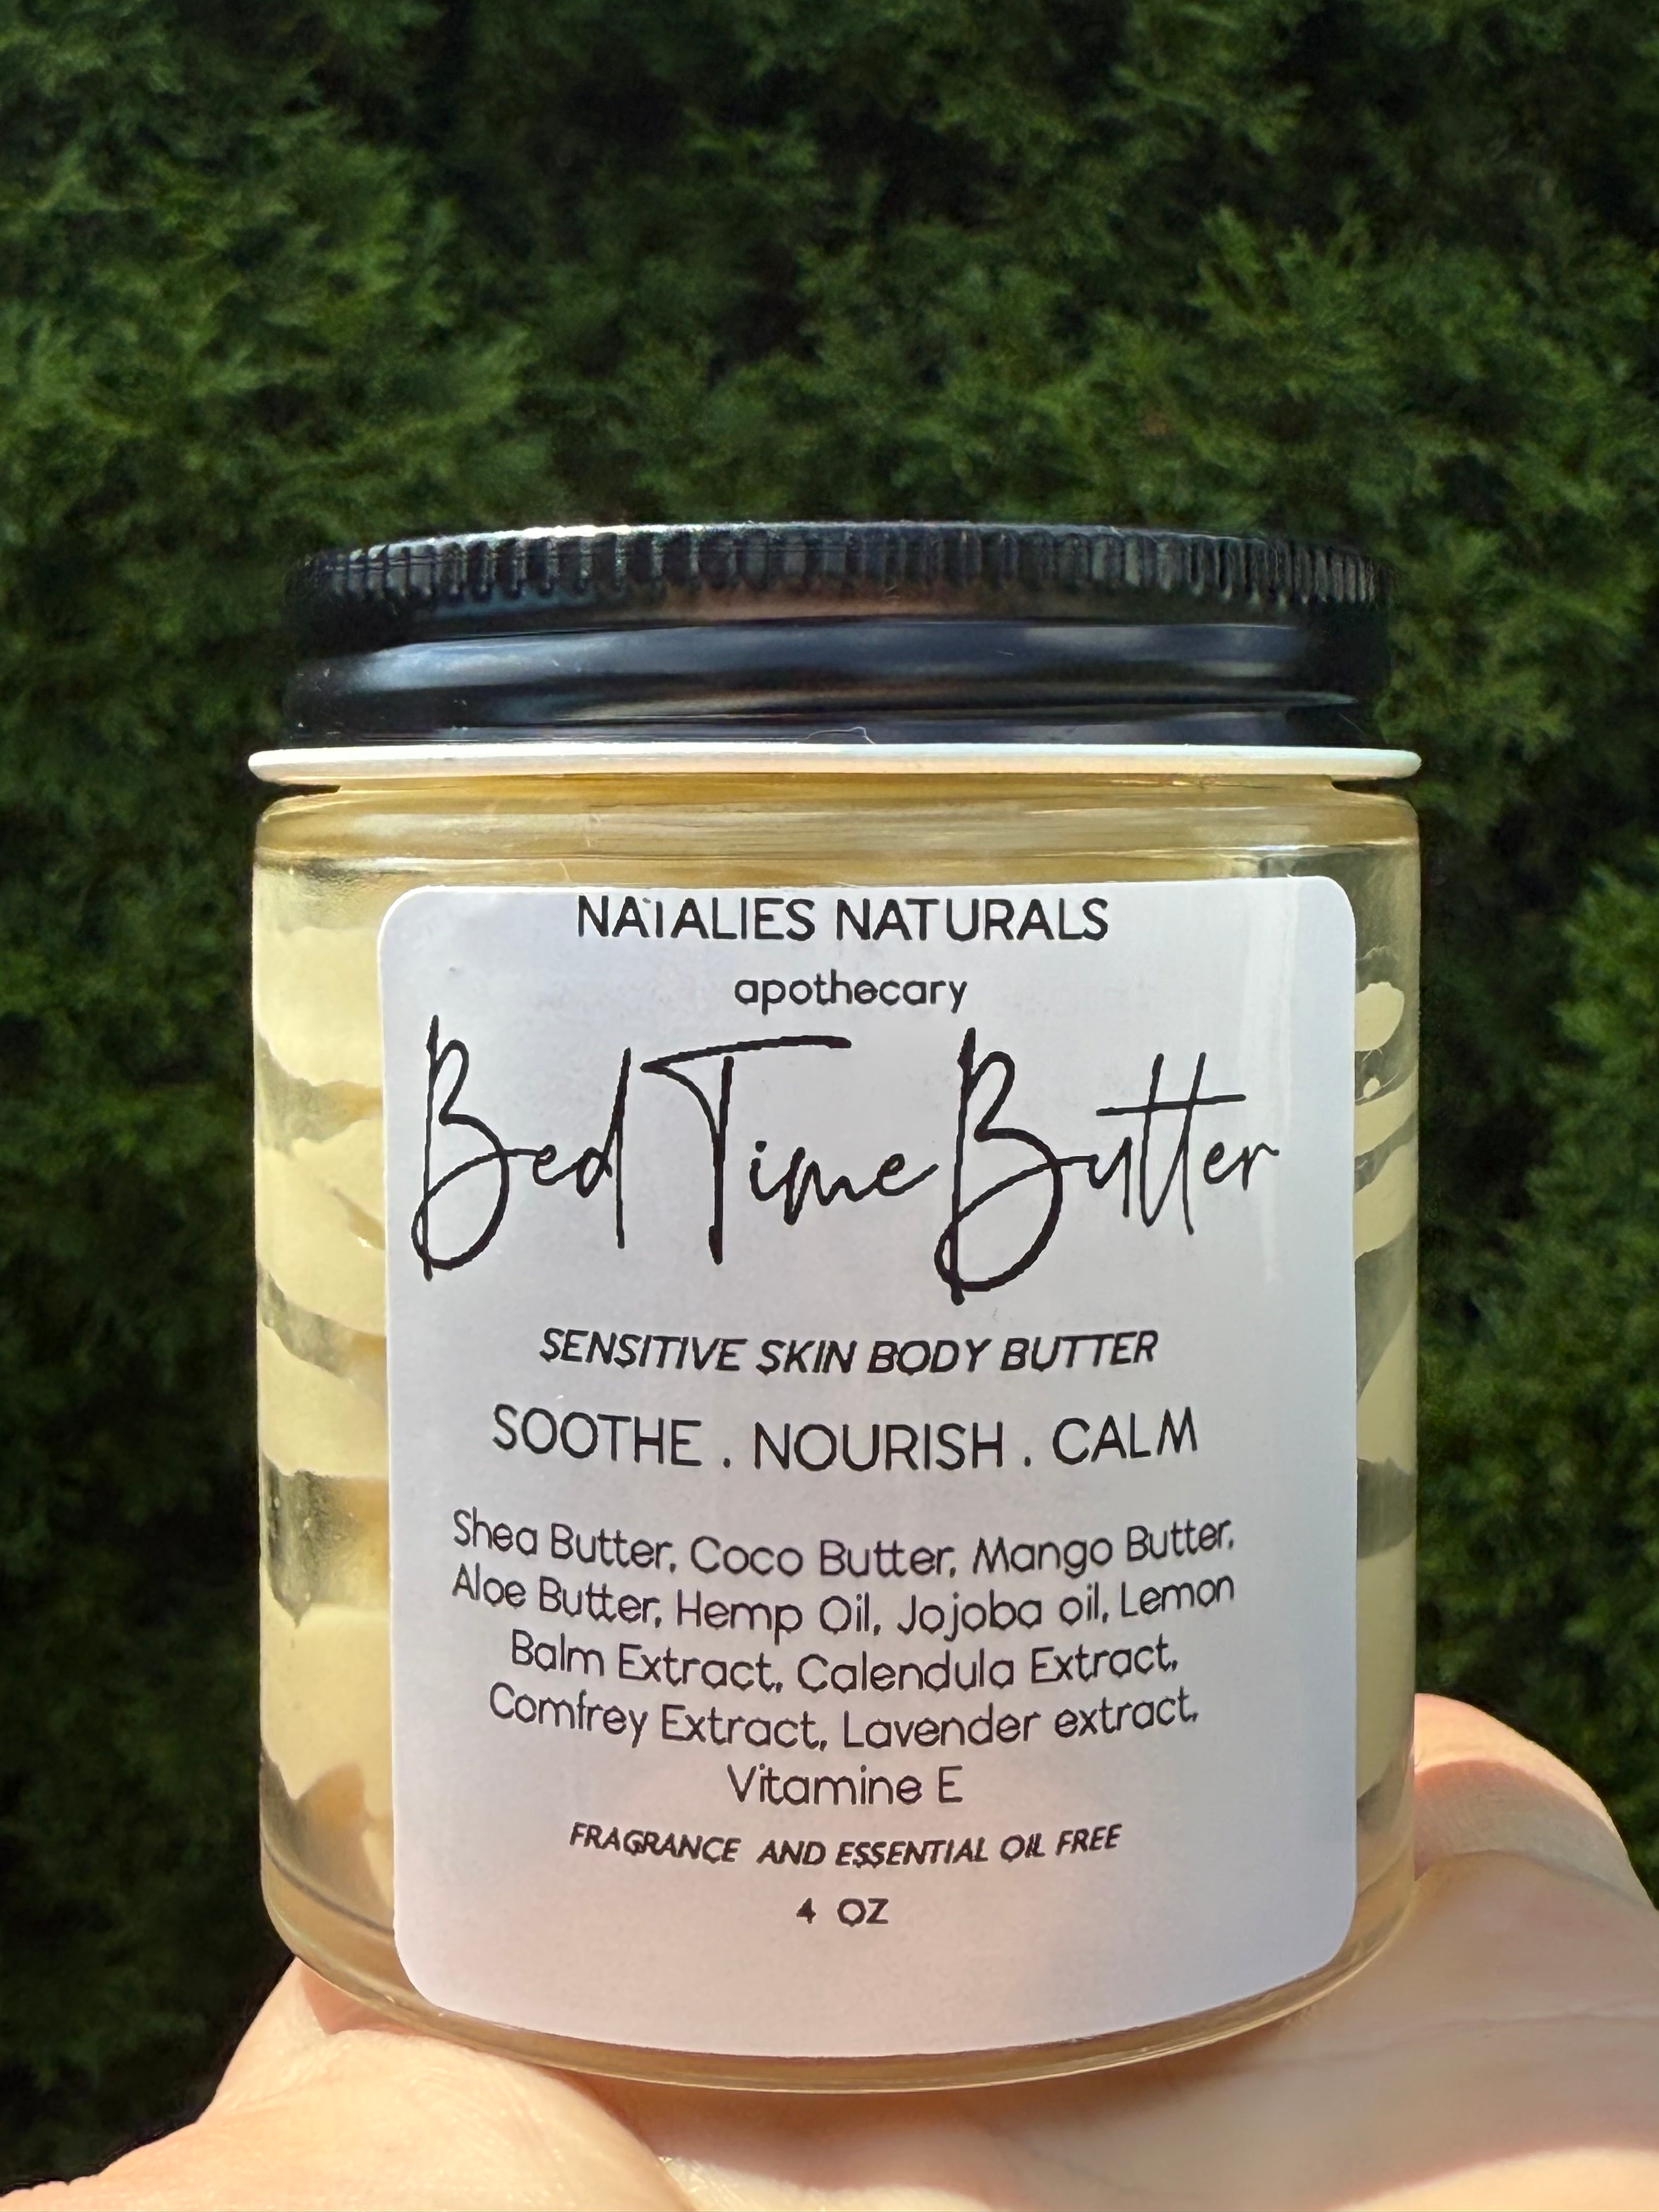 NATALIES NATURALS
apothecary
Bed Time Butter
SENSITIVE SKIN BODY BUTTER
SOOTHE . NOURISH . CALM
Shea Butter, Coco Butter, Mango Butter,
Aloe Butter, Hemp Oil, Jojoba oil, Lemon
Balm Extract, Calendula Extract,
Comfrey Extract, Lavender extract,
Vitamine E
FRAGRANCE AND ESSENTIAL OIL FREE
4 OZ